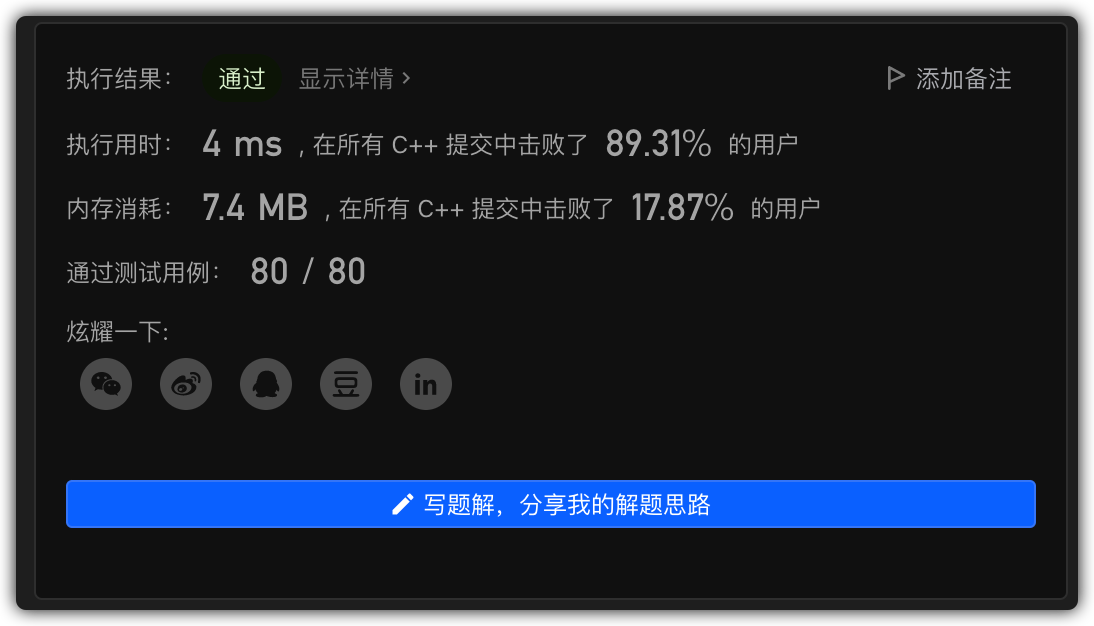 执行结果： 通过 显示详情 > 添加备注
执行用时： 4 ms , 在所有 C++ 提交中击败了 89.31% 的用户
内存消耗： 7.4 MB , 在所有 C++ 提交中击败了 17.87% 的用户
通过测试用例： 80 / 80
炫耀一下:
豆 in
写题解，分享我的解题思路